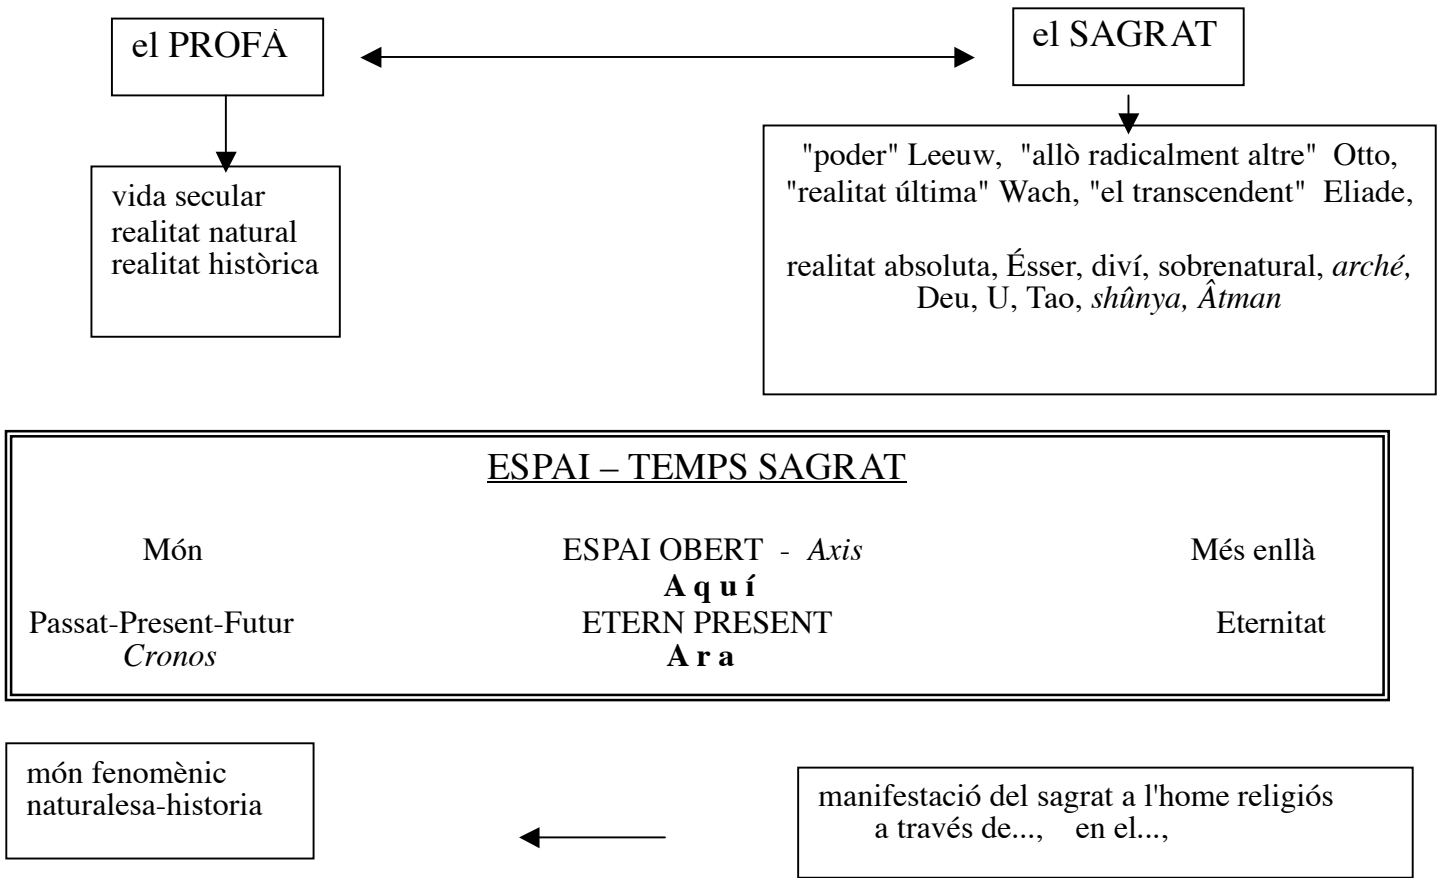 el PROFÀ
el SAGRAT
vida secular
realitat natural
realitat històrica
"poder" Leeuw, "allò radicalment altre" Otto,
"realitat última" Wach, "el transcendent" Eliade,
realitat absoluta, Ésser, diví, sobrenatural, arché,
Deu, U, Tao, shûnya, Âtman
ESPAI – TEMPS SAGRAT
Món ESPAI OBERT - Axis Més enllà
A q u í
Passat-Present-Futur ETERN PRESENT Eternitat
Cronos A r a
món fenomènic
naturalesa-historia
manifestació del sagrat a l'home religiós
a través de..., en el...,